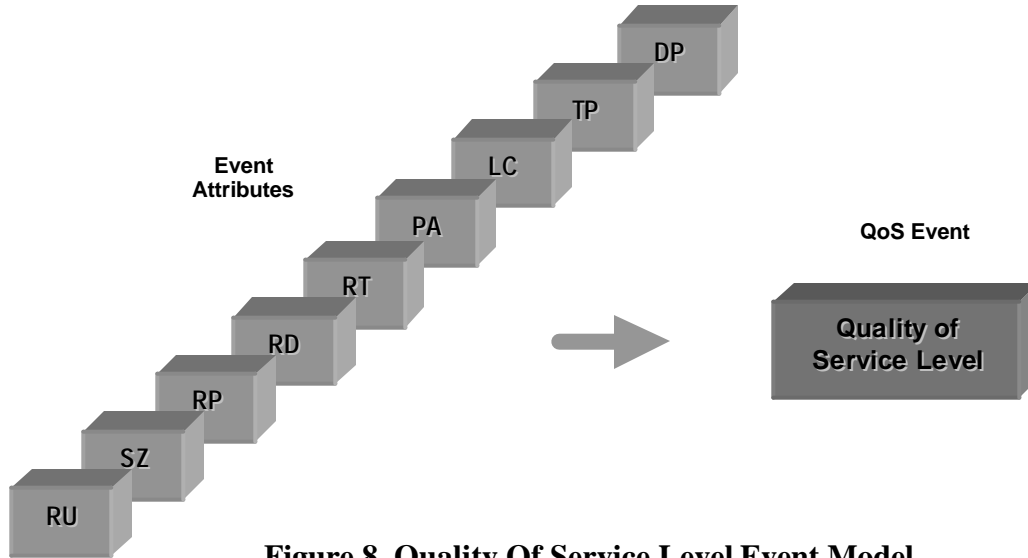 DP
TP
LC
Event
Attributes
PA
QoS Event
RT
Quality of
Service Level
RD
RP
SZ
RU
Figure 8. Quality Of Service Level Event Model